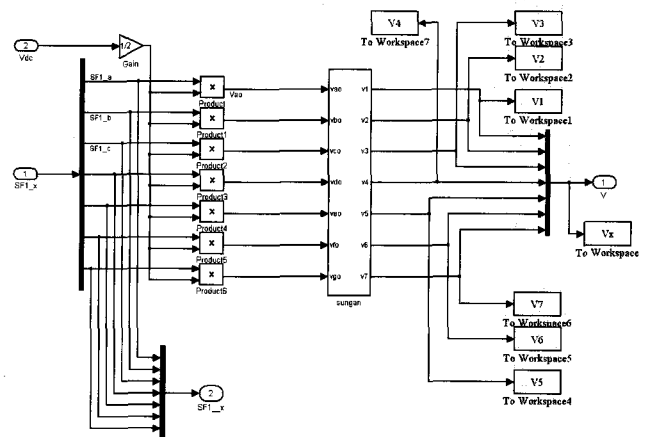 V4
To Workspace7
V3
To Workspace3
V2
To Workspace2
V1
To Workspace1
2
Vdc
1/2
Gain
SF1_a
SF1_b
SF1_c
1
SF1_x
x
Product
Vao
x
Product1
x
Product2
x
Product3
x
Product4
x
Product5
x
Product6
vao
vbo
vco
vdo
veo
vfo
vgo
v1
v2
v3
v4
v5
v6
v7
sungan
1
V
Vx
To Workspace
V7
To Workspace6
V6
To Workspace5
V5
To Workspace4
2
SF1__x